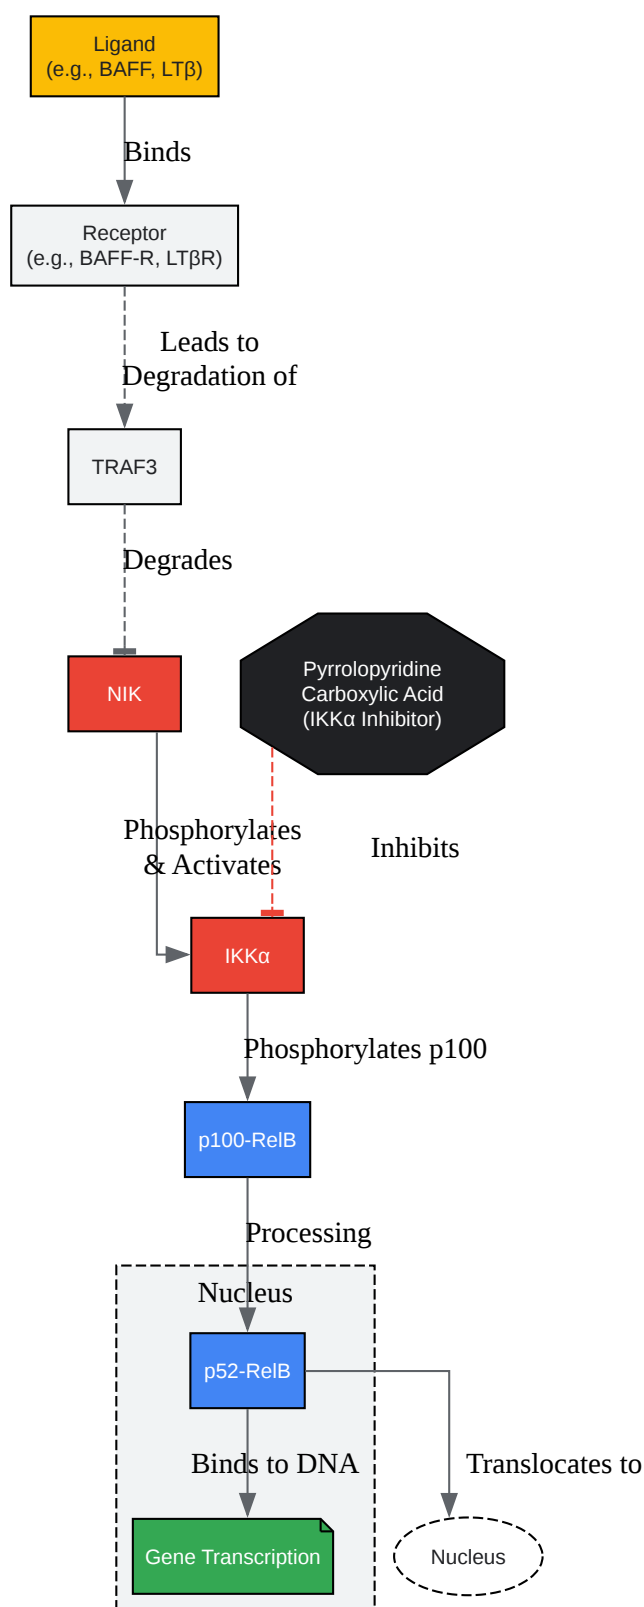 Ligand
(e.g., BAFF, LTβ)
Binds
Receptor
(e.g., BAFF-R, LTβR)
Leads to
Degradation of
TRAF3
Degrades
NIK
Pyrrolopyridine
Carboxylic Acid
(IKKα Inhibitor)
Phosphorylates
& Activates
Inhibits
IKKα
Phosphorylates p100
p100-RelB
Processing
Nucleus
p52-RelB
Binds to DNA
Translocates to
Gene Transcription
Nucleus